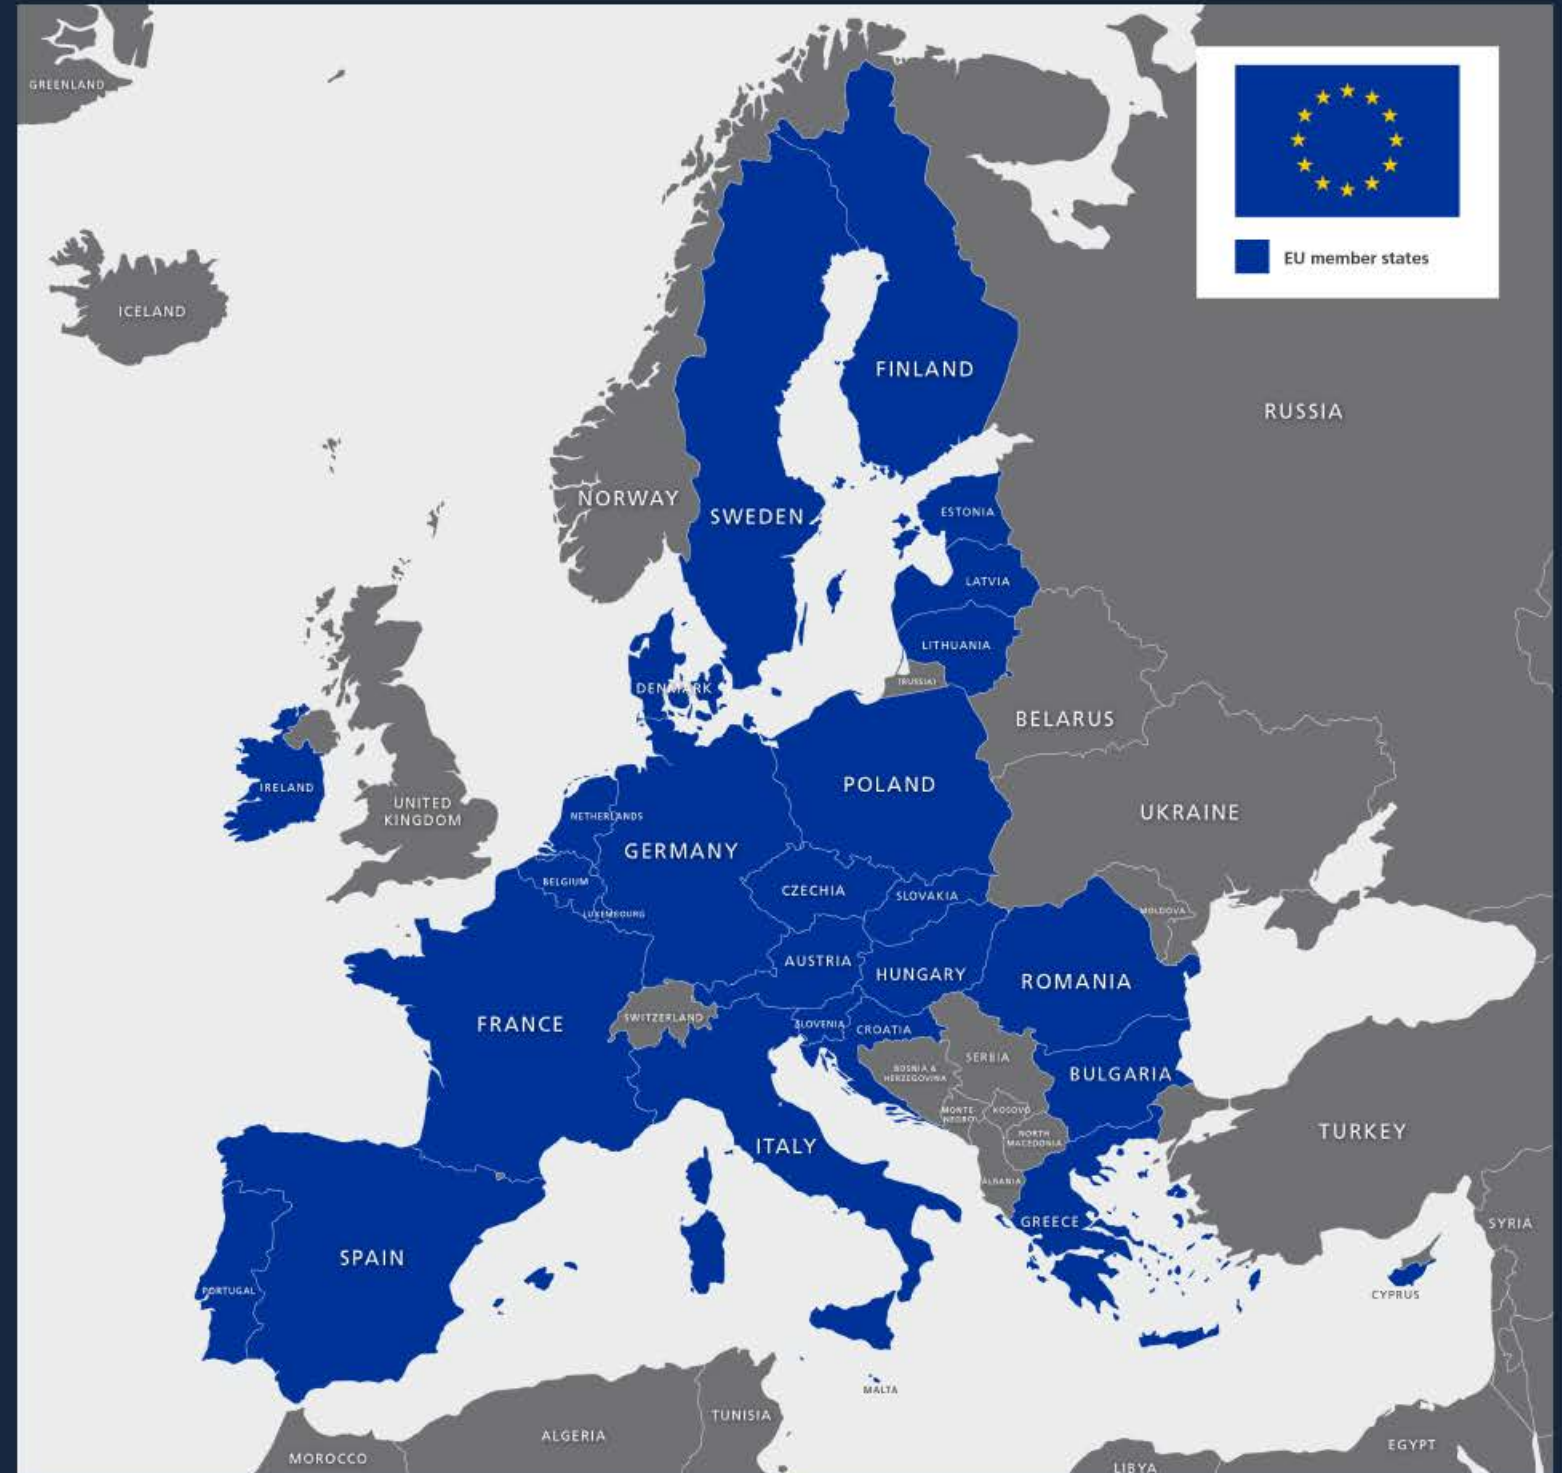 GREENLAND
EU member states
ICELAND
FINLAND
RUSSIA
NORWAY
SWEDEN
ESTONIA
LATVIA
LITHUANIA
(RUSSIA)
DENMARK
BELARUS
IRELAND
UNITED
KINGDOM
NETHERLANDS
POLAND
UKRAINE
GERMANY
BELGIUM
CZECHIA
SLOVAKIA
LUXEMBOURG
MOLDOVA
AUSTRIA
HUNGARY
ROMANIA
FRANCE
SWITZERLAND
SLOVENIA
CROATIA
SERBIA
BOSNIA &
HERZEGOVINA
BULGARIA
MONTE-
NEGRO
KOSOVO
NORTH
MACEDONIA
ITALY
TURKEY
ALBANIA
GREECE
SYRIA
SPAIN
PORTUGAL
CYPRUS
MALTA
TUNISIA
ALGERIA
MOROCCO
EGYPT
LIBYA